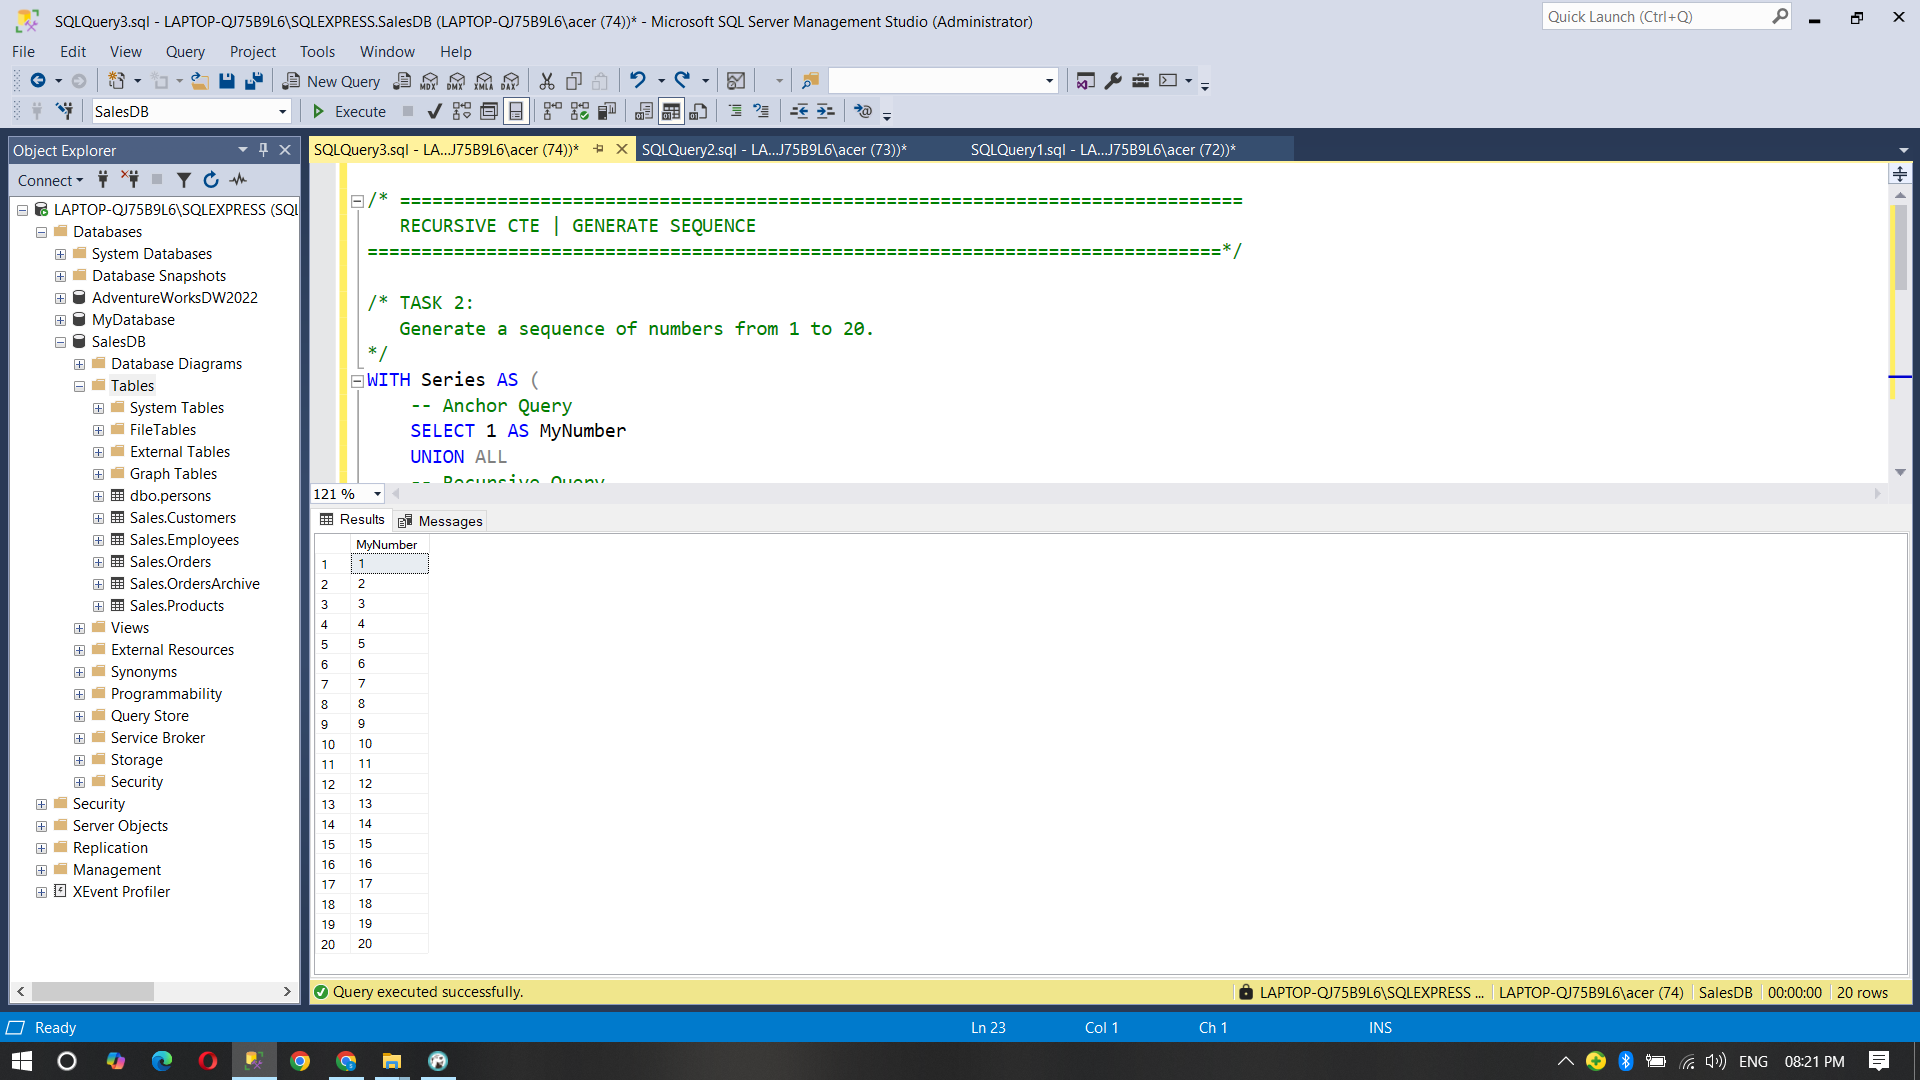 SQLQuery3.sql - LAPTOP-QJ75B9L6\SQLEXPRESS.SalesDB (LAPTOP-QJ75B9L6\acer (74))* - Microsoft SQL Server Management Studio (Administrator)
Quick Launch (Ctrl+Q)
File Edit View Query Project Tools Window Help
New Query
MDX DMX XMLA DAX
SalesDB
Execute
Object Explorer
SQLQuery3.sql - LA...J75B9L6\acer (74))*
SQLQuery2.sql - LA...J75B9L6\acer (73))*
SQLQuery1.sql - LA...J75B9L6\acer (72))*
Connect
LAPTOP-QJ75B9L6\SQLEXPRESS (SQL
Databases
System Databases
Database Snapshots
AdventureWorksDW2022
MyDatabase
SalesDB
Database Diagrams
Tables
System Tables
FileTables
External Tables
Graph Tables
dbo.persons
Sales.Customers
Sales.Employees
Sales.Orders
Sales.OrdersArchive
Sales.Products
Views
External Resources
Synonyms
Programmability
Query Store
Service Broker
Storage
Security
Security
Server Objects
Replication
Management
XEvent Profiler
/* ==============================================================================
RECURSIVE CTE | GENERATE SEQUENCE
===============================================================================*/
/* TASK 2:
Generate a sequence of numbers from 1 to 20.
*/
WITH Series AS (
-- Anchor Query
SELECT 1 AS MyNumber
UNION ALL
-- Recursive Query
121 %
Results
Messages
MyNumber
1 1
2 2
3 3
4 4
5 5
6 6
7 7
8 8
9 9
10 10
11 11
12 12
13 13
14 14
15 15
16 16
17 17
18 18
19 19
20 20
Query executed successfully.
LAPTOP-QJ75B9L6\SQLEXPRESS ...
LAPTOP-QJ75B9L6\acer (74)
SalesDB
00:00:00
20 rows
Ready
Ln 23
Col 1
Ch 1
INS
ENG
08:21 PM